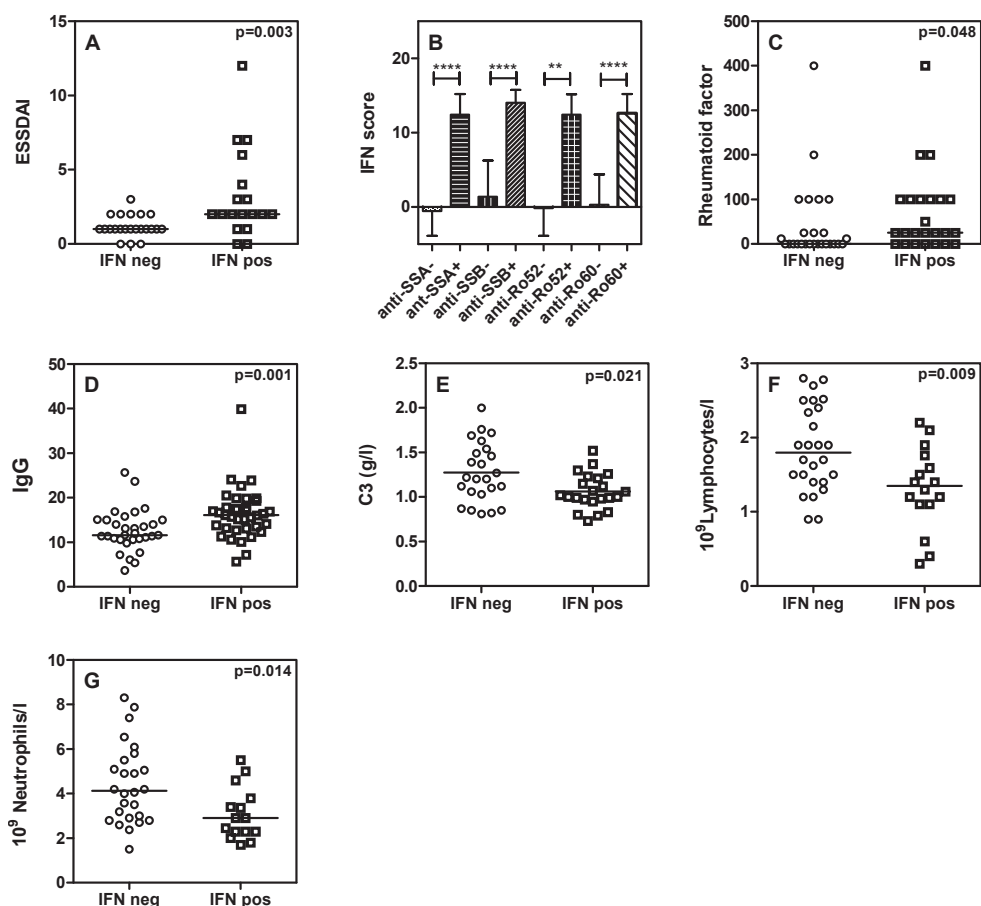 A
p=0.003
ESSDAI
15
10
5
0
IFN neg
IFN pos
B
IFN score
20
10
0
****
****
**
****
anti-SSA-
ant-SSA+
anti-SSB-
anti-SSB+
anti-Ro52-
anti-Ro52+
anti-Ro60-
anti-Ro60+
C
p=0.048
Rheumatoid factor
500
400
300
200
100
0
IFN neg
IFN pos
D
p=0.001
IgG
50
40
30
20
10
0
IFN neg
IFN pos
E
p=0.021
C3 (g/l)
2.5
2.0
1.5
1.0
0.5
0.0
IFN neg
IFN pos
F
p=0.009
10⁹Lymphocytes/l
3
2
1
0
IFN neg
IFN pos
G
p=0.014
10⁹ Neutrophils/l
10
8
6
4
2
0
IFN neg
IFN pos